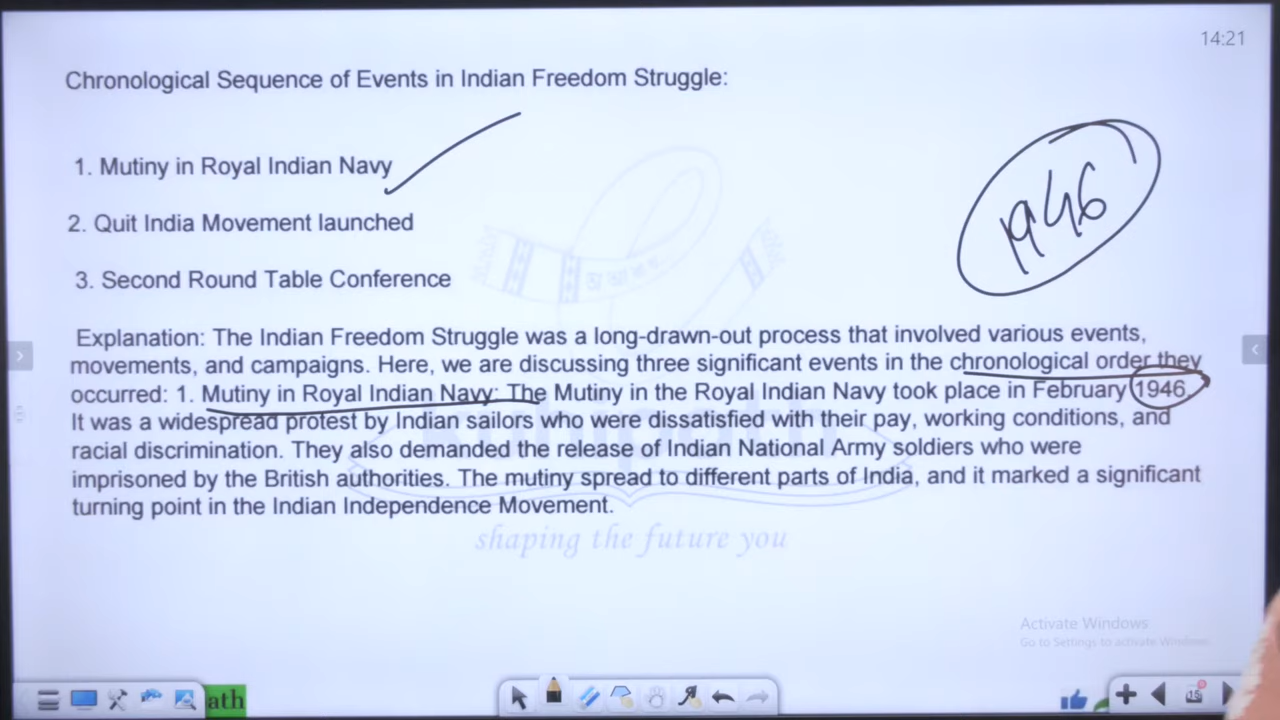 14:21
Chronological Sequence of Events in Indian Freedom Struggle:
1. Mutiny in Royal Indian Navy
1946
2. Quit India Movement launched
3. Second Round Table Conference
Explanation: The Indian Freedom Struggle was a long-drawn-out process that involved various events,
movements, and campaigns. Here, we are discussing three significant events in the chronological order they
occurred: 1. Mutiny in Royal Indian Navy: The Mutiny in the Royal Indian Navy took place in February 1946.
It was a widespread protest by Indian sailors who were dissatisfied with their pay, working conditions, and
racial discrimination. They also demanded the release of Indian National Army soldiers who were
imprisoned by the British authorities. The mutiny spread to different parts of India, and it marked a significant
turning point in the Indian Independence Movement.
shaping the future you
Activate Windows
Go to Settings to activate Windows.
ath
15